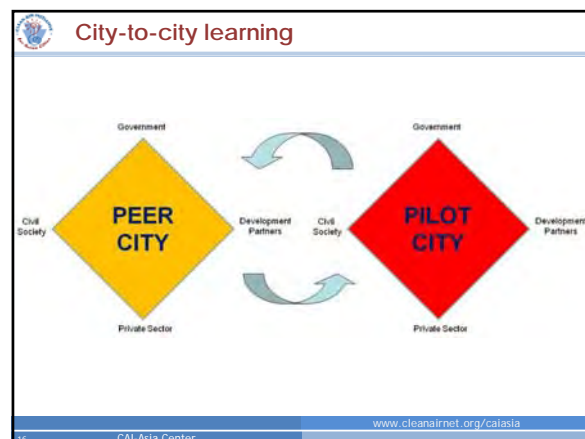 City-to-city learning
Government
Government
Civil
Society
PEER
CITY
Development
Partners
Civil
Society
PILOT
CITY
Development
Partners
Private Sector
Private Sector
www.cleanairnet.org/caiasia
16
CAI-Asia Center